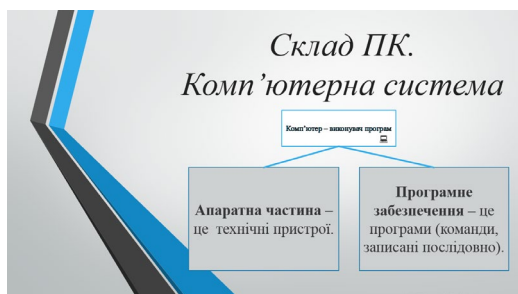 Склад ПК.
Комп’ютерна система
Комп’ютер – виконувач програм
Апаратна частина –
це технічні пристрої.
Програмне
забезпечення – це
програми (команди,
записані послідовно).